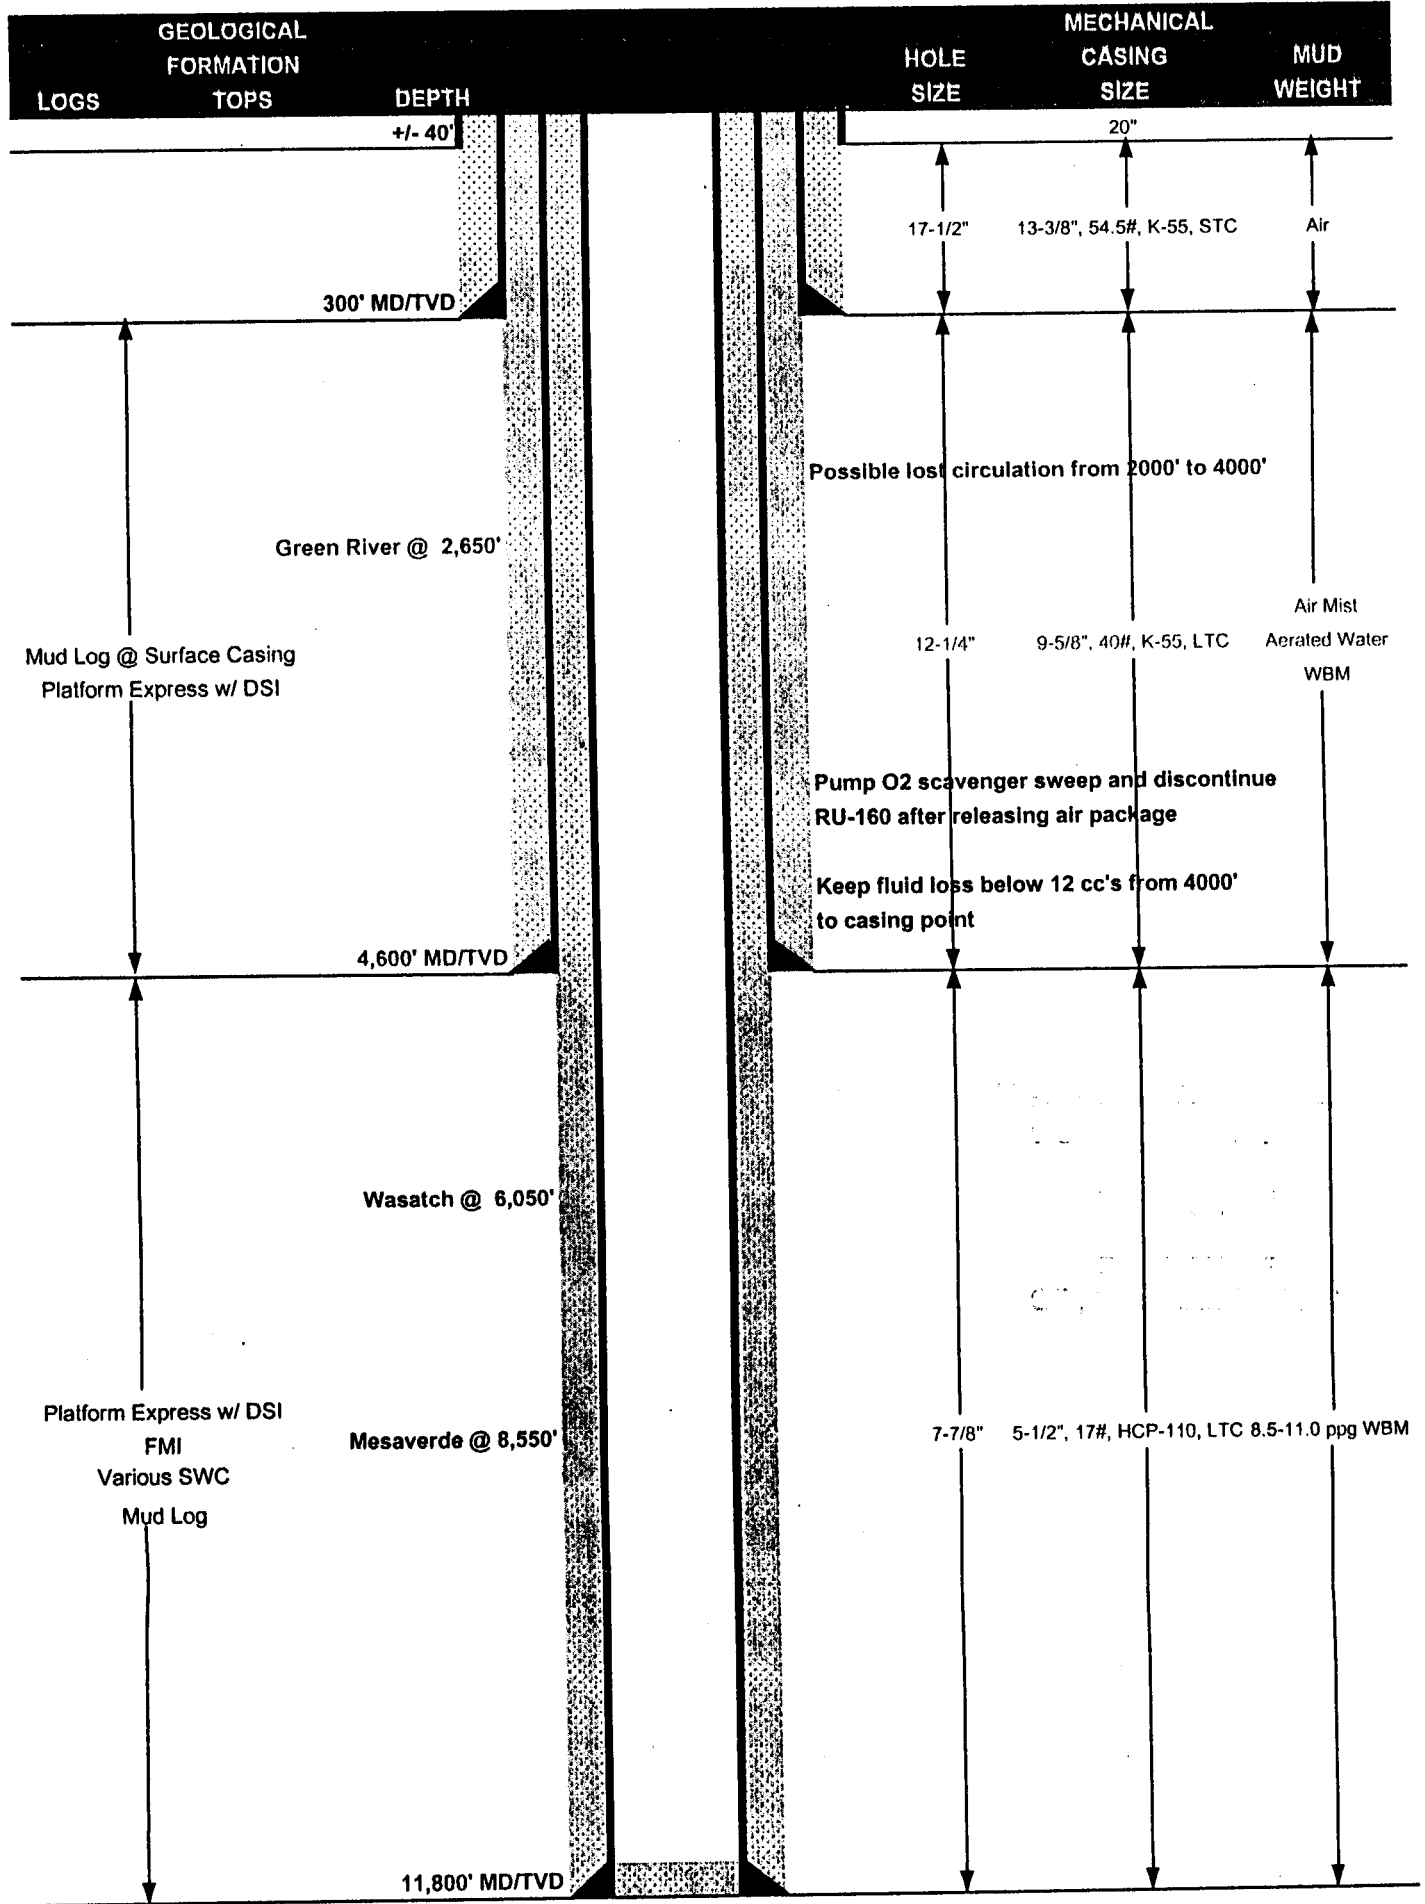 GEOLOGICAL
FORMATION
LOGS TOPS DEPTH
MECHANICAL
HOLE CASING MUD
SIZE SIZE WEIGHT
+/- 40'
20"
17-1/2" 13-3/8", 54.5#, K-55, STC Air
300' MD/TVD
Possible lost circulation from 2000' to 4000'
Green River @ 2,650'
Mud Log @ Surface Casing
Platform Express w/ DSI
12-1/4" 9-5/8", 40#, K-55, LTC
Air Mist
Aerated Water
WBM
Pump O2 scavenger sweep and discontinue
RU-160 after releasing air package
Keep fluid loss below 12 cc's from 4000'
to casing point
4,600' MD/TVD
Wasatch @ 6,050'
Platform Express w/ DSI
FMI
Various SWC
Mud Log
Mesaverde @ 8,550'
7-7/8" 5-1/2", 17#, HCP-110, LTC 8.5-11.0 ppg WBM
11,800' MD/TVD